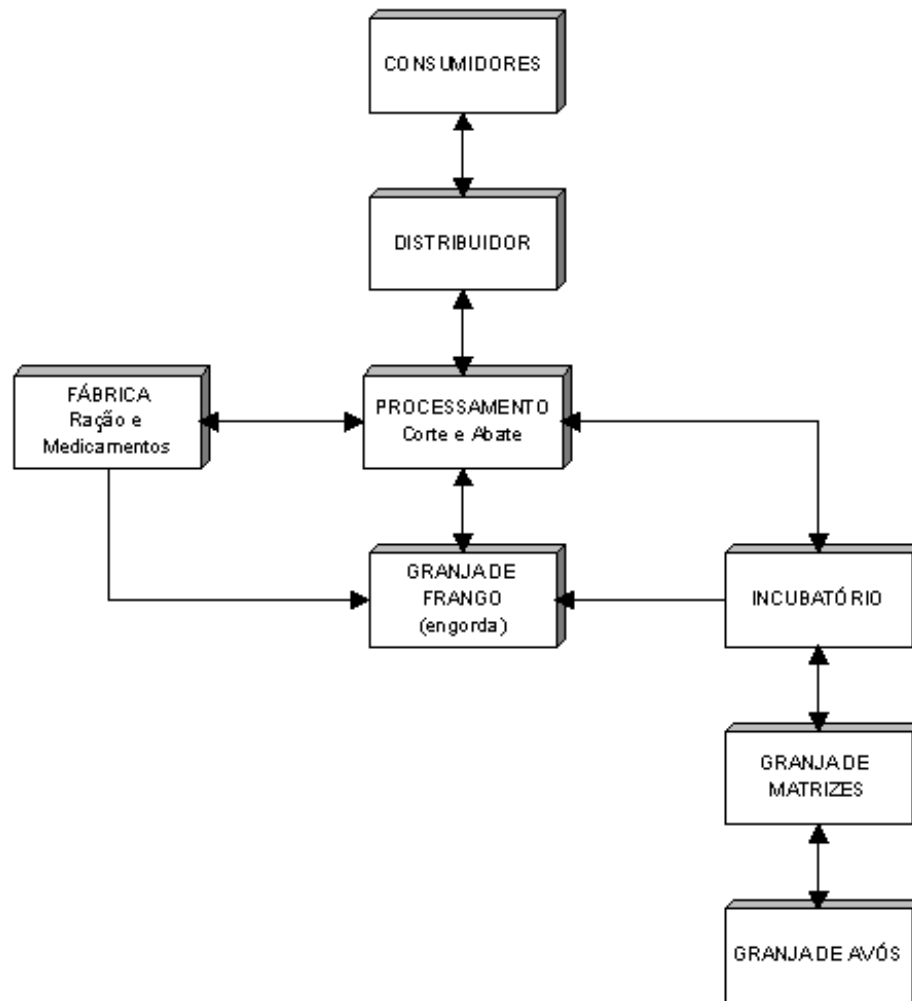 CONSUMIDORES
DISTRIBUIDOR
FÁBRICA
Ração e
Medicamentos
PROCESSAMENTO
Corte e Abate
GRANJA DE
FRANGO
(engorda)
INCUBATÓRIO
GRANJA DE
MATRIZES
GRANJA DE AVÓS